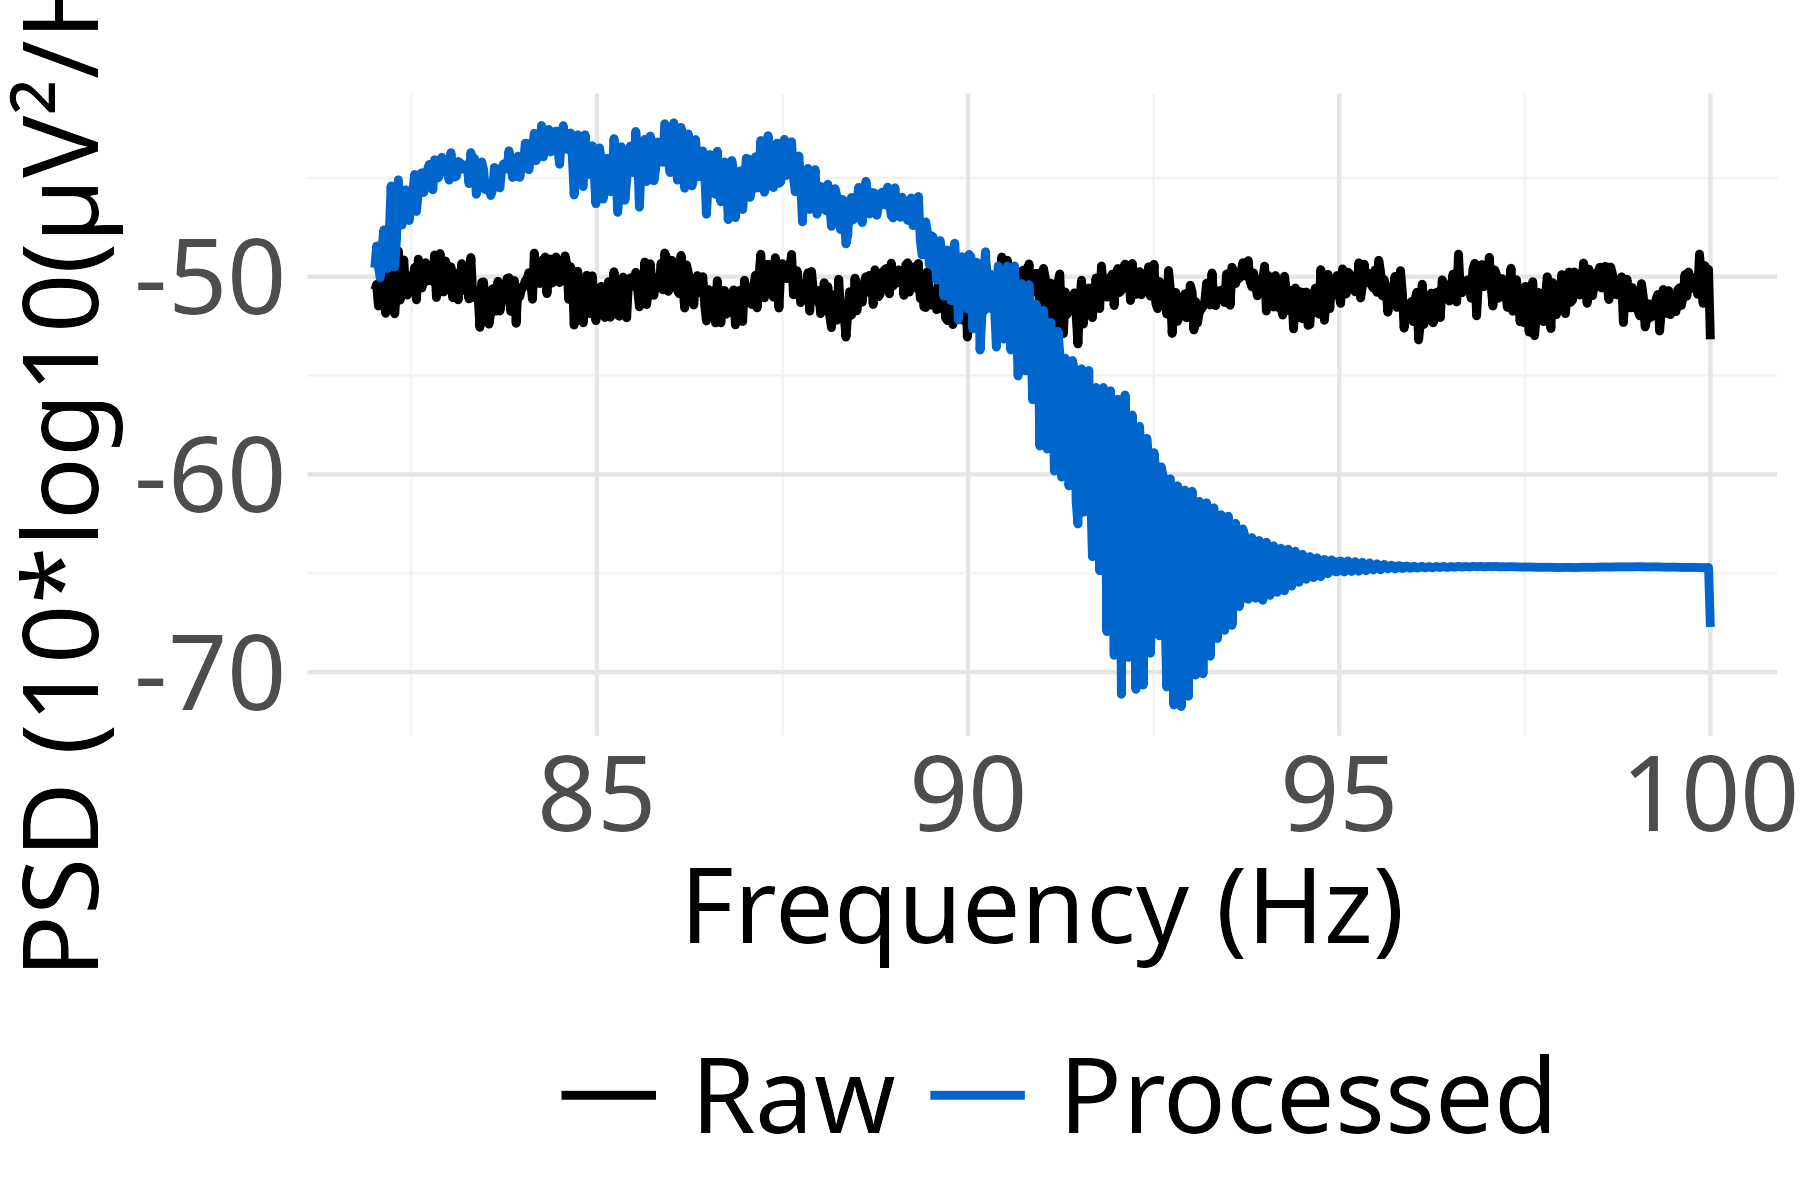 PSD (10*log10(µV²/H
-50
-60
-70
85
90
95
100
Frequency (Hz)
Raw
Processed